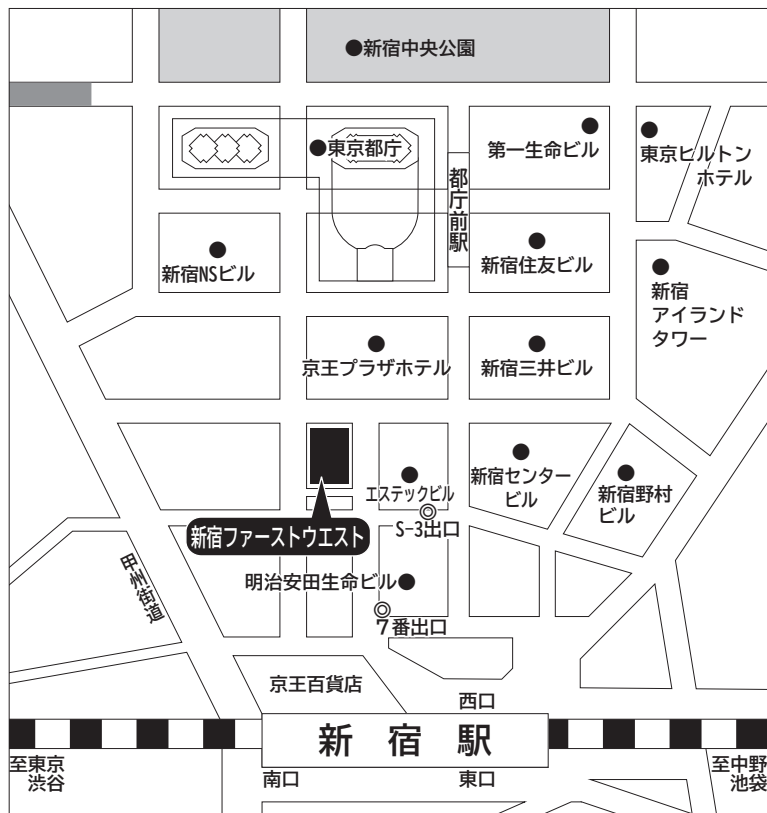 新宿中央公園
東京都庁
第一生命ビル
東京ヒルトン
ホテル
都庁前駅
新宿NSビル
新宿住友ビル
新宿
アイランド
タワー
京王プラザホテル
新宿三井ビル
エステックビル
新宿センター
ビル
新宿野村
ビル
S-3出口
新宿ファーストウエスト
甲州街道
明治安田生命ビル
7番出口
京王百貨店
西口
新宿駅
至東京
渋谷
南口
東口
至中野
池袋